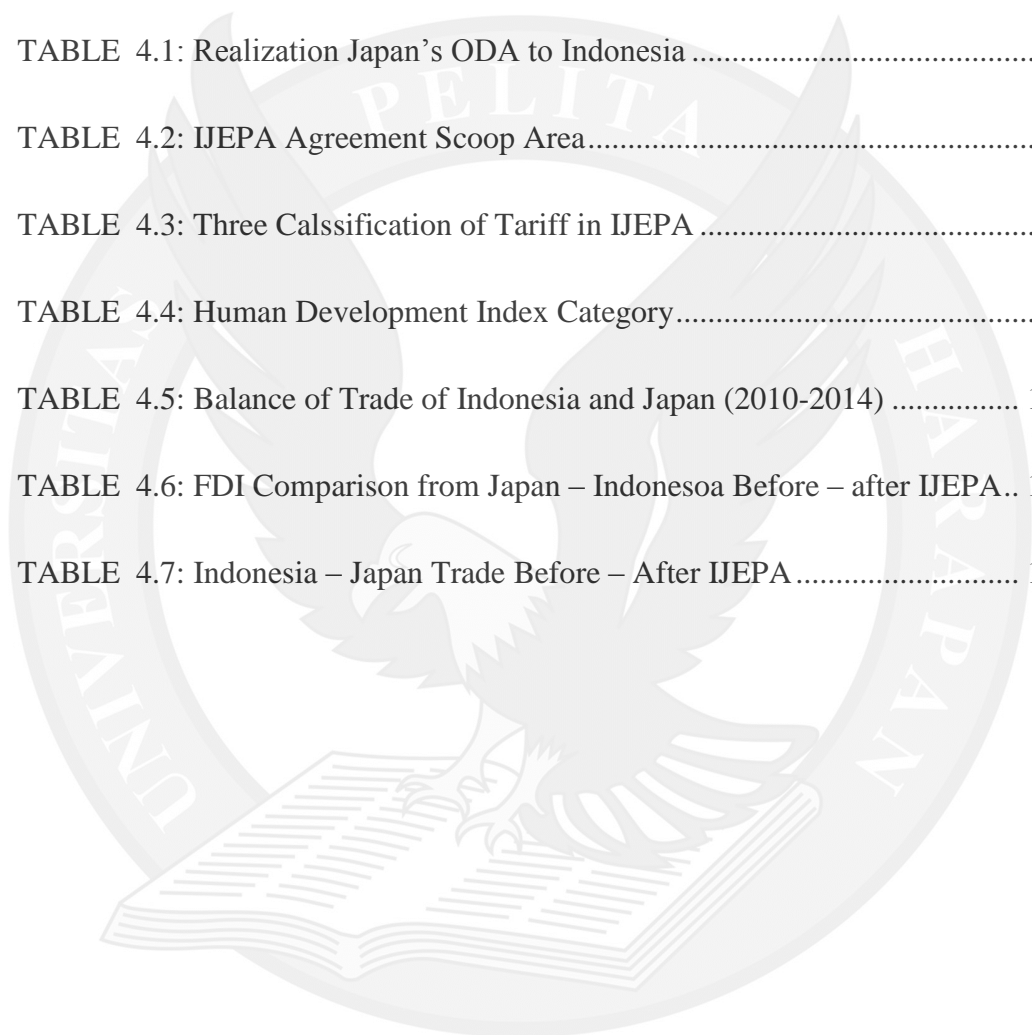 TABLE 4.1: Realization Japan’s ODA to Indonesia ..........................................
TABLE 4.2: IJEPA Agreement Scoop Area.......................................................
TABLE 4.3: Three Calssification of Tariff in IJEPA .........................................
TABLE 4.4: Human Development Index Category............................................
TABLE 4.5: Balance of Trade of Indonesia and Japan (2010-2014) ................
TABLE 4.6: FDI Comparison from Japan – Indonesoa Before – after IJEPA..
TABLE 4.7: Indonesia – Japan Trade Before – After IJEPA............................
UNIVERSITAS PELITA HARAPAN